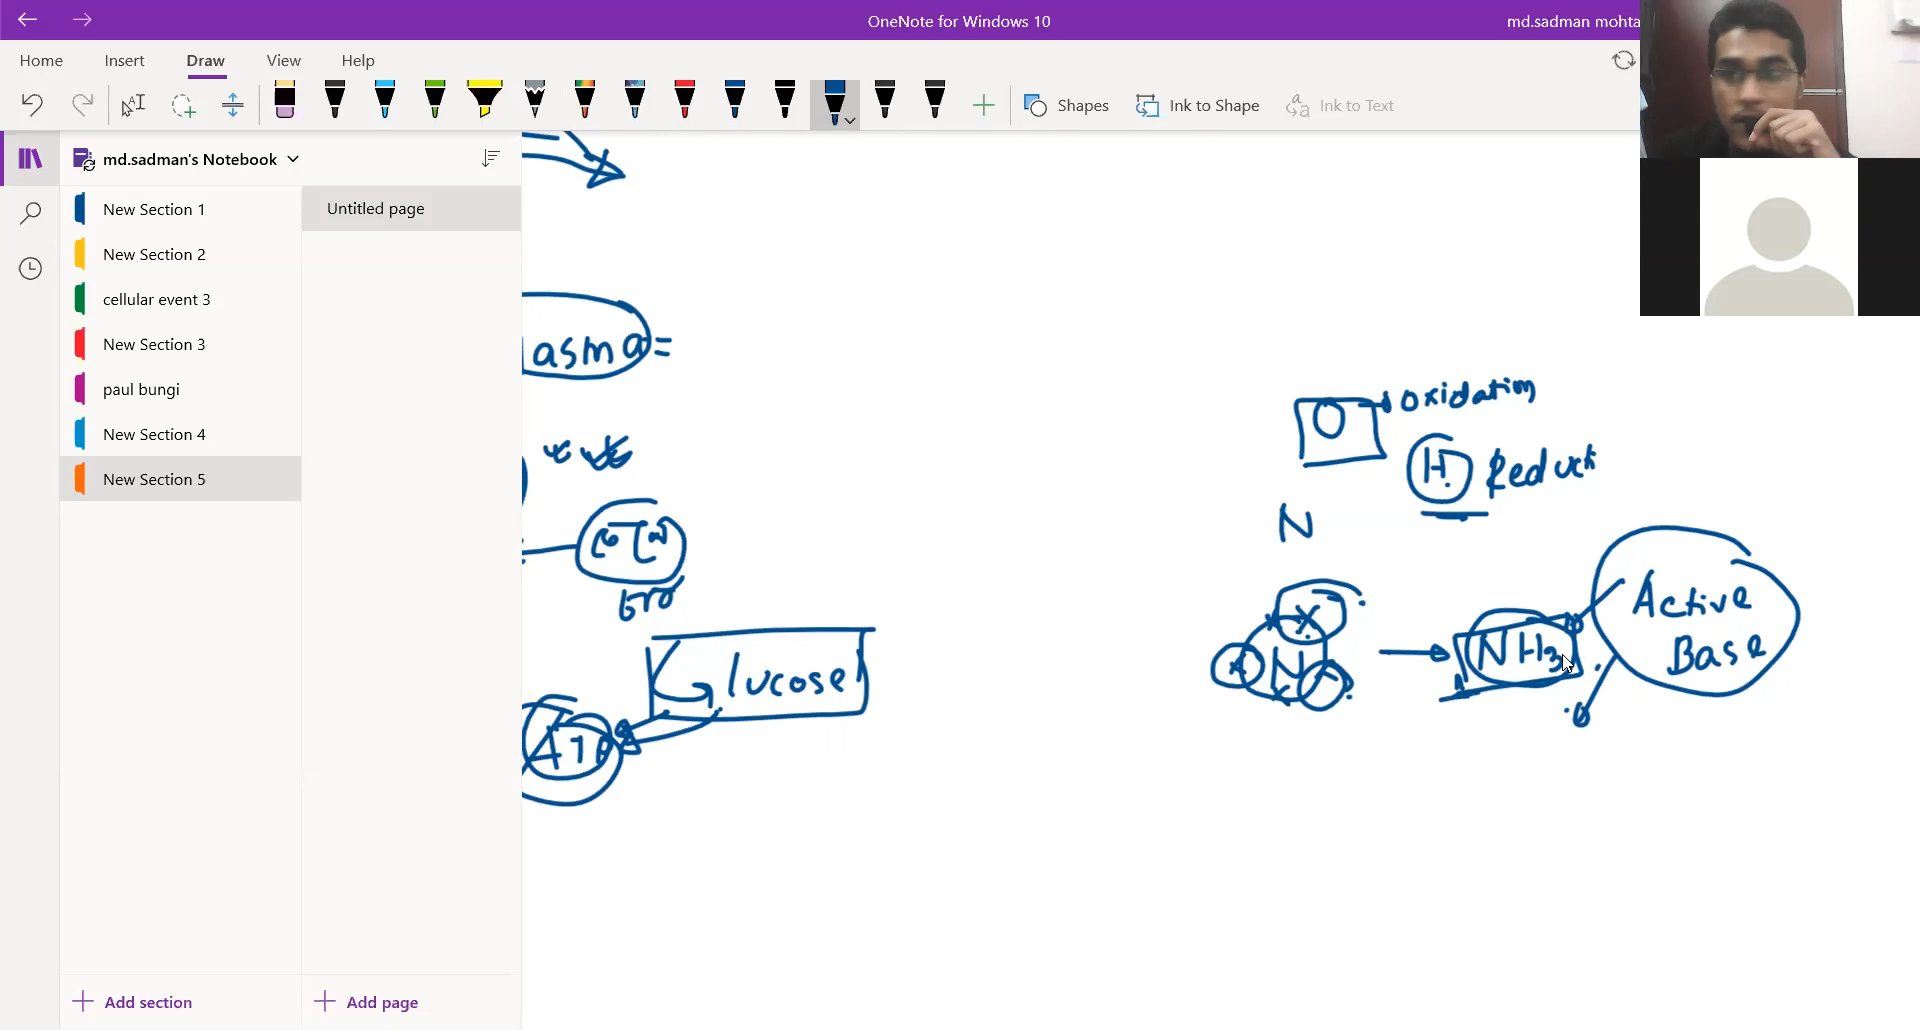 OneNote for Windows 10
md.sadman mohta
Home Insert Draw View Help
Shapes Ink to Shape Ink to Text
md.sadman's Notebook
New Section 1
New Section 2
cellular event 3
New Section 3
paul bungi
New Section 4
New Section 5
Untitled page
Add section
Add page
asma=
Glucose
ATP
O oxidation
H Reduct
N
N
NH3
Active
Base